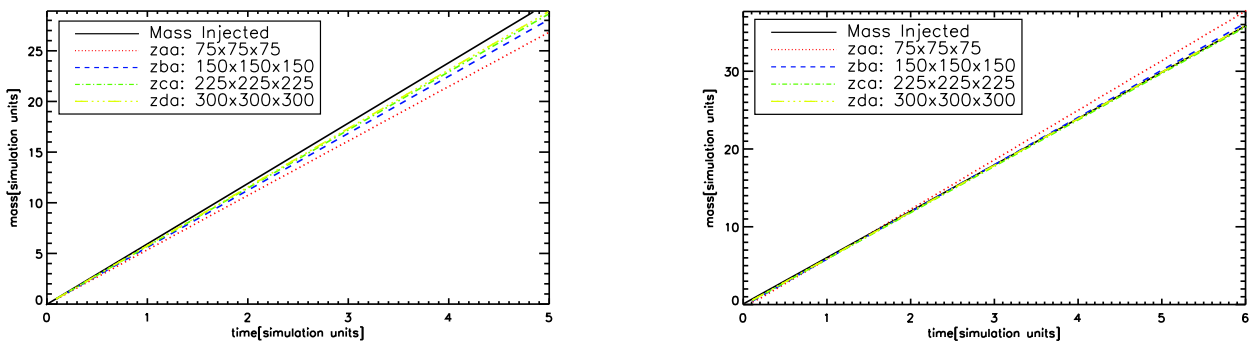 Mass Injected
zaa: 75x75x75
zba: 150x150x150
zca: 225x225x225
zda: 300x300x300
25
20
15
10
5
0
mass[simulation units]
0 1 2 3 4 5
time[simulation units]
Mass Injected
zaa: 75x75x75
zba: 150x150x150
zca: 225x225x225
zda: 300x300x300
30
20
10
0
mass[simulation units]
0 1 2 3 4 5 6
time[simulation units]